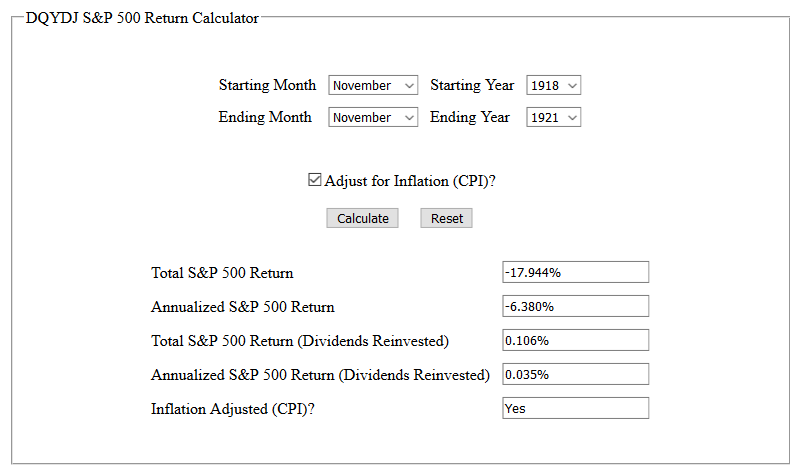 DQYDJ S&P 500 Return Calculator
Starting Month November Starting Year 1918
Ending Month November Ending Year 1921
Adjust for Inflation (CPI)?
Calculate Reset
Total S&P 500 Return -17.944%
Annualized S&P 500 Return -6.380%
Total S&P 500 Return (Dividends Reinvested) 0.106%
Annualized S&P 500 Return (Dividends Reinvested) 0.035%
Inflation Adjusted (CPI)? Yes